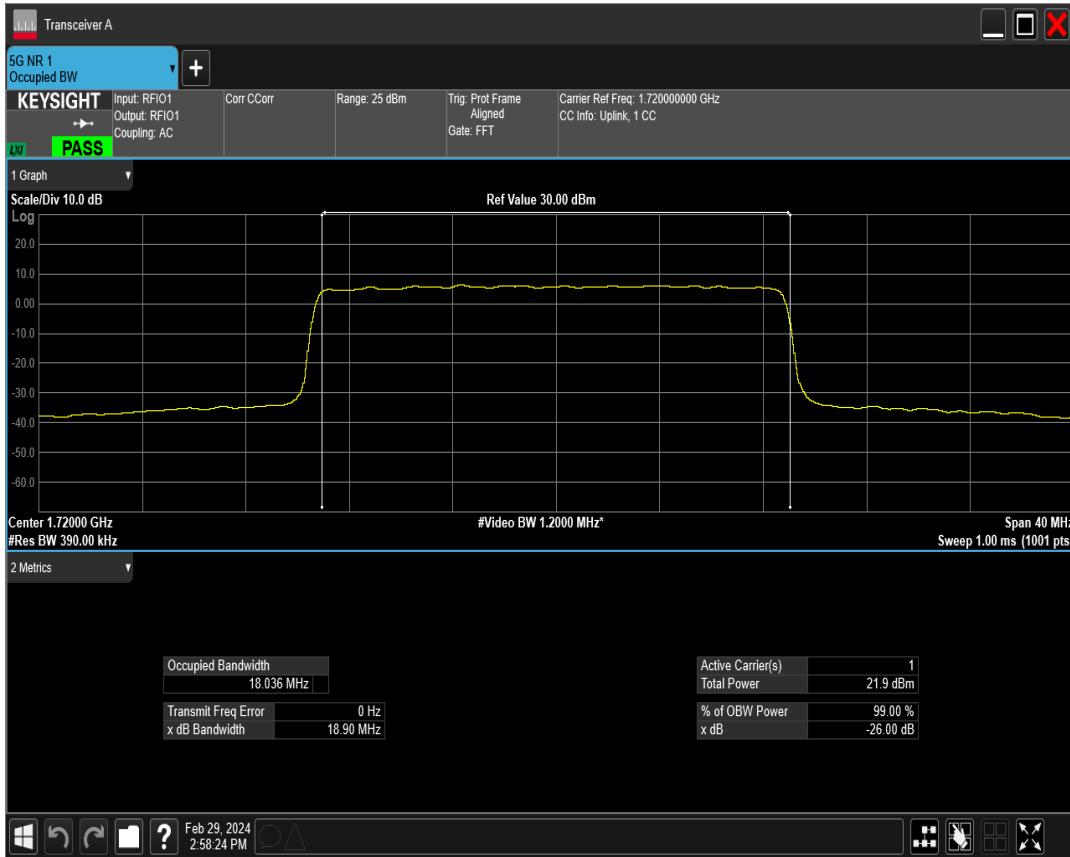 Transceiver A
5G NR 1
Occupied BW
+
KEYSIGHT
LXI
PASS
Input: RFIO1
Output: RFIO1
Coupling: AC
Corr CCorr
Range: 25 dBm
Trig: Prot Frame
Aligned
Gate: FFT
Carrier Ref Freq: 1.720000000 GHz
CC Info: Uplink, 1 CC
1 Graph
Scale/Div 10.0 dB
Ref Value 30.00 dBm
Log
20.0
10.0
0.00
-10.0
-20.0
-30.0
-40.0
-50.0
-60.0
Center 1.72000 GHz
#Video BW 1.2000 MHz*
Span 40 MHz
#Res BW 390.00 kHz
Sweep 1.00 ms (1001 pts
2 Metrics
Occupied Bandwidth
18.036 MHz
Transmit Freq Error 0 Hz
x dB Bandwidth 18.90 MHz
Active Carrier(s) 1
Total Power 21.9 dBm
% of OBW Power 99.00 %
x dB -26.00 dB
?
Feb 29, 2024
2:58:24 PM